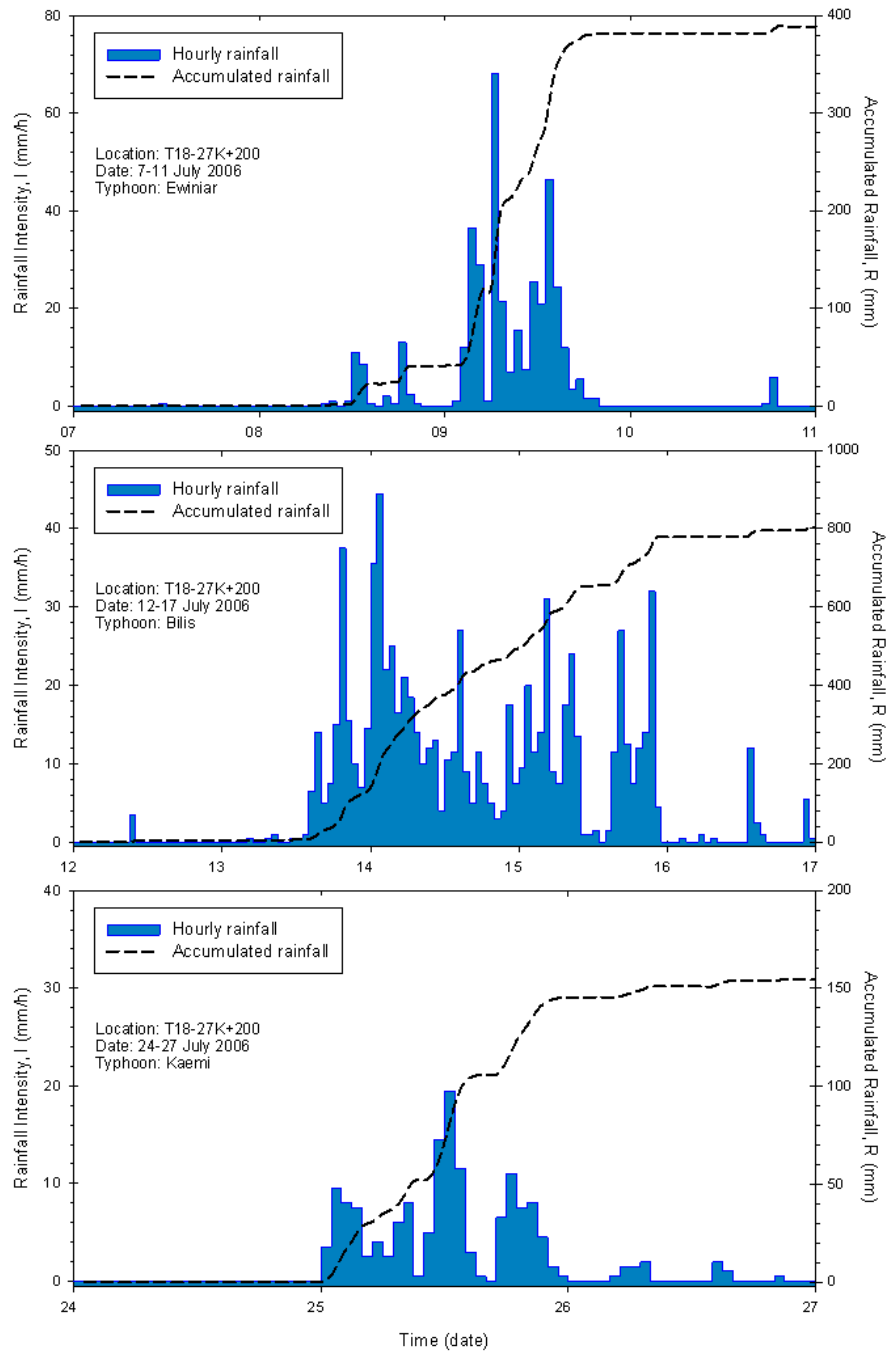 80
60
40
20
0
Rainfall Intensity, I (mm/h)
Hourly rainfall
Accumulated rainfall
Location: T18-27K+200
Date: 7-11 July 2006
Typhoon: Ewiniar
400
300
200
100
0
Accumulated Rainfall, R (mm)
07 08 09 10 11
50
40
30
20
10
0
Rainfall Intensity, I (mm/h)
Hourly rainfall
Accumulated rainfall
Location: T18-27K+200
Date: 12-17 July 2006
Typhoon: Bilis
1000
800
600
400
200
0
Accumulated Rainfall, R (mm)
12 13 14 15 16 17
40
30
20
10
0
Rainfall Intensity, I (mm/h)
Hourly rainfall
Accumulated rainfall
Location: T18-27K+200
Date: 24-27 July 2006
Typhoon: Kaemi
200
150
100
50
0
Accumulated Rainfall, R (mm)
24 25 26 27
Time (date)